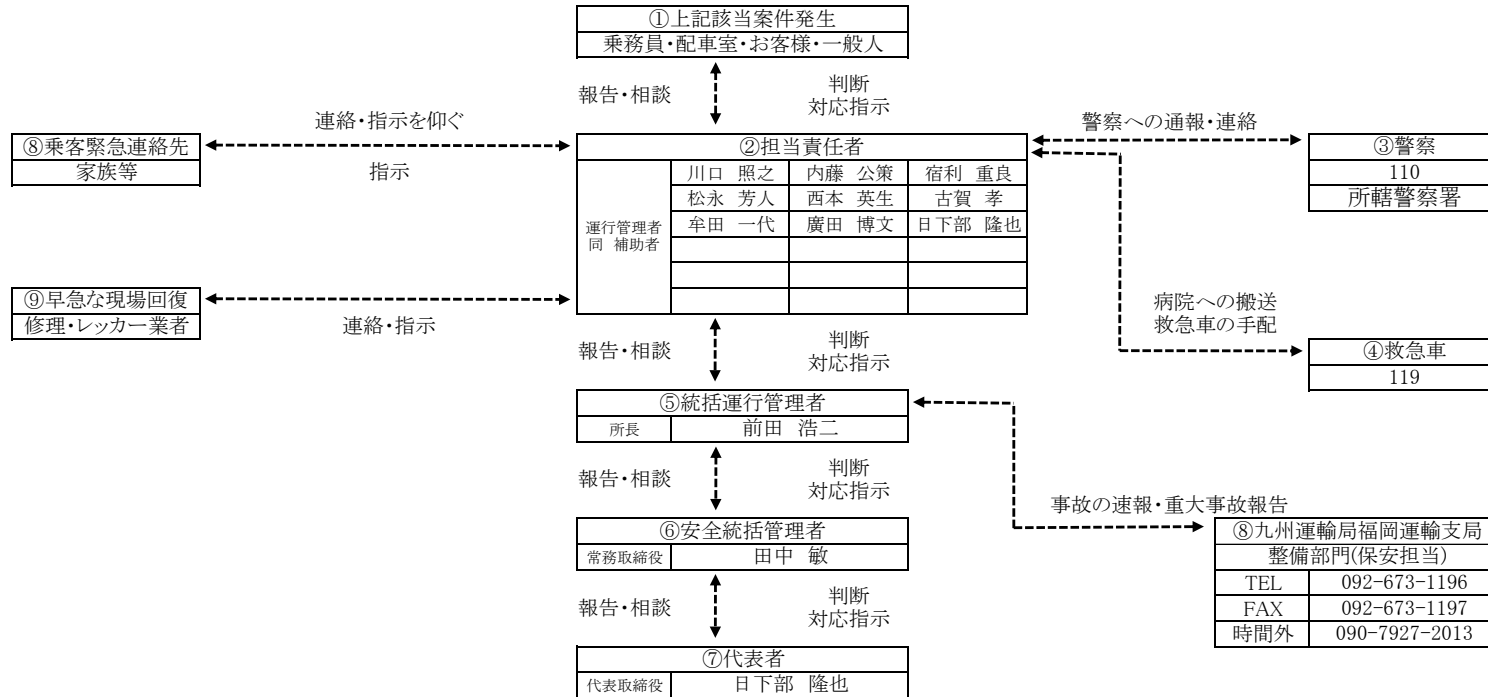 ①上記該当案件発生
乗務員・配車室・お客様・一般人
報告・相談
判断
対応指示
連絡・指示を仰ぐ
警察への通報・連絡
⑧乗客緊急連絡先
家族等
指示
②担当責任者
運行管理者
同 補助者
川口 照之 内藤 公策 宿利 重良
松永 芳人 西本 英生 古賀 孝
牟田 一代 廣田 博文 日下部 隆也
③警察
110
所轄警察署
⑨早急な現場回復
修理・レッカー業者
連絡・指示
病院への搬送
救急車の手配
④救急車
119
報告・相談
判断
対応指示
⑤統括運行管理者
所長 前田 浩二
報告・相談
判断
対応指示
事故の速報・重大事故報告
⑥安全統括管理者
常務取締役 田中 敏
⑧九州運輸局福岡運輸支局
整備部門(保安担当)
TEL 092-673-1196
FAX 092-673-1197
時間外 090-7927-2013
報告・相談
判断
対応指示
⑦代表者
代表取締役 日下部 隆也